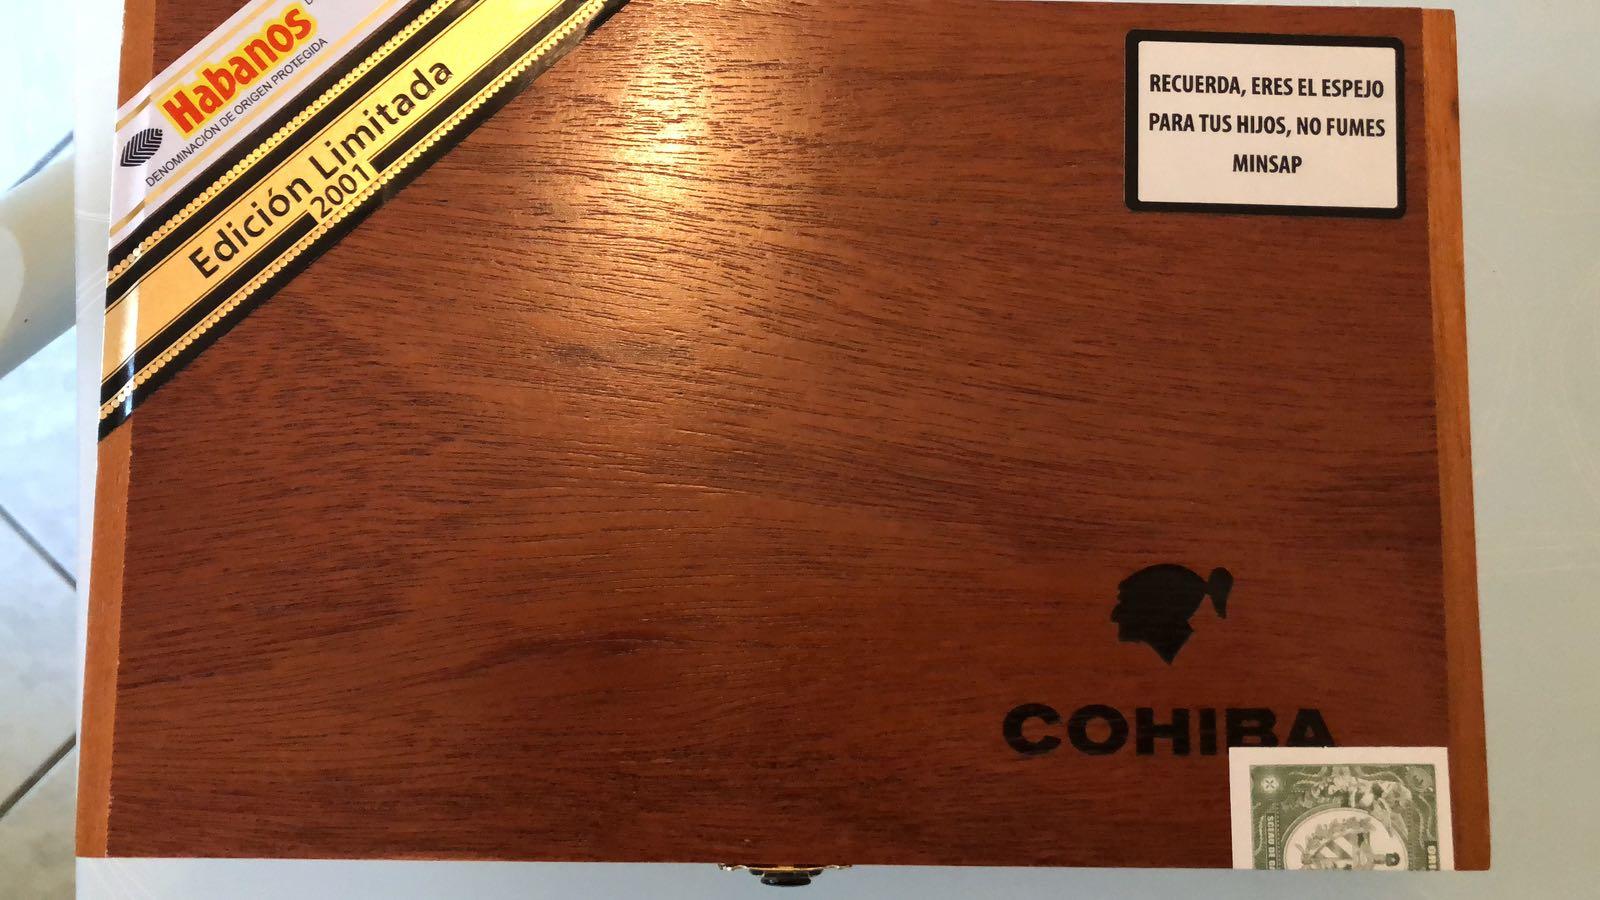 Habanos
DENOMINACIÓN DE ORIGEN PROTEGIDA
Edición Limitada
2001
RECUERDA, ERES EL ESPEJO
PARA TUS HIJOS, NO FUMES
MINSAP
COHIBA